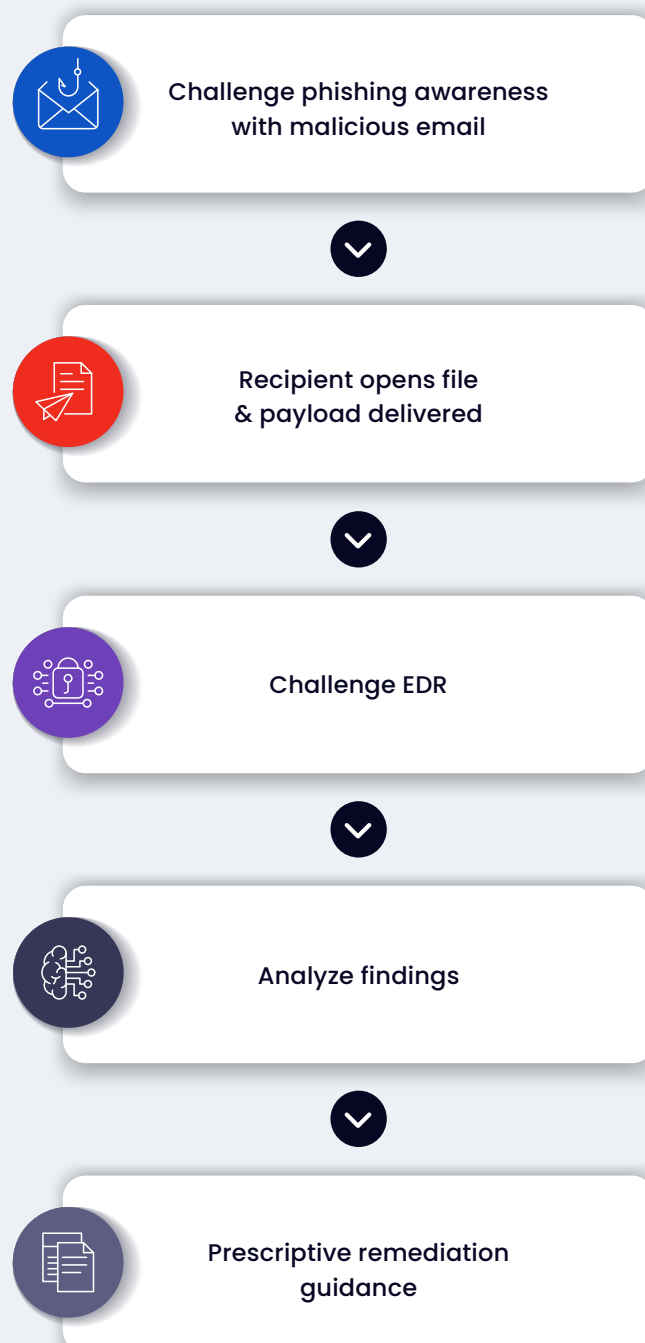 Challenge phishing awareness
with malicious email
Recipient opens file
& payload delivered
Challenge EDR
Analyze findings
Prescriptive remediation
guidance